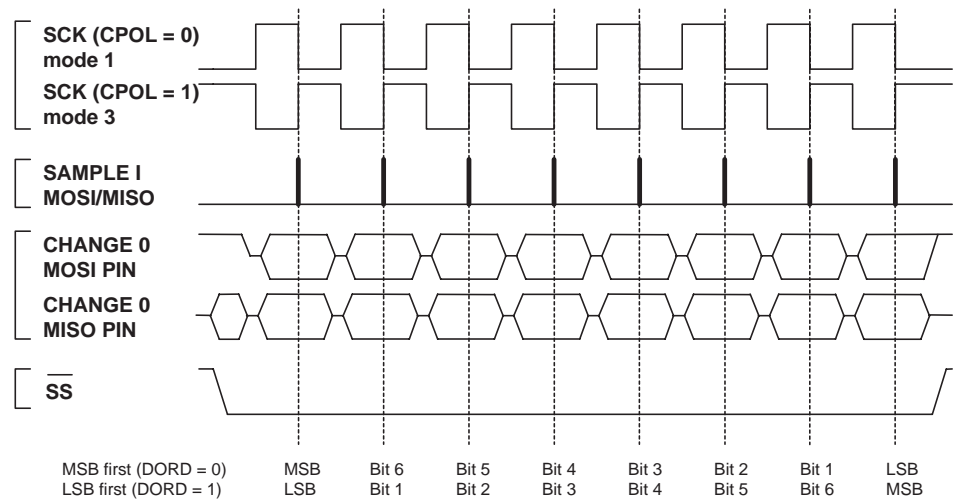 SCK (CPOL = 0)
mode 1
SCK (CPOL = 1)
mode 3
SAMPLE I
MOSI/MISO
CHANGE 0
MOSI PIN
CHANGE 0
MISO PIN
SS
MSB first (DORD = 0) MSB Bit 6 Bit 5 Bit 4 Bit 3 Bit 2 Bit 1 LSB
LSB first (DORD = 1) LSB Bit 1 Bit 2 Bit 3 Bit 4 Bit 5 Bit 6 MSB